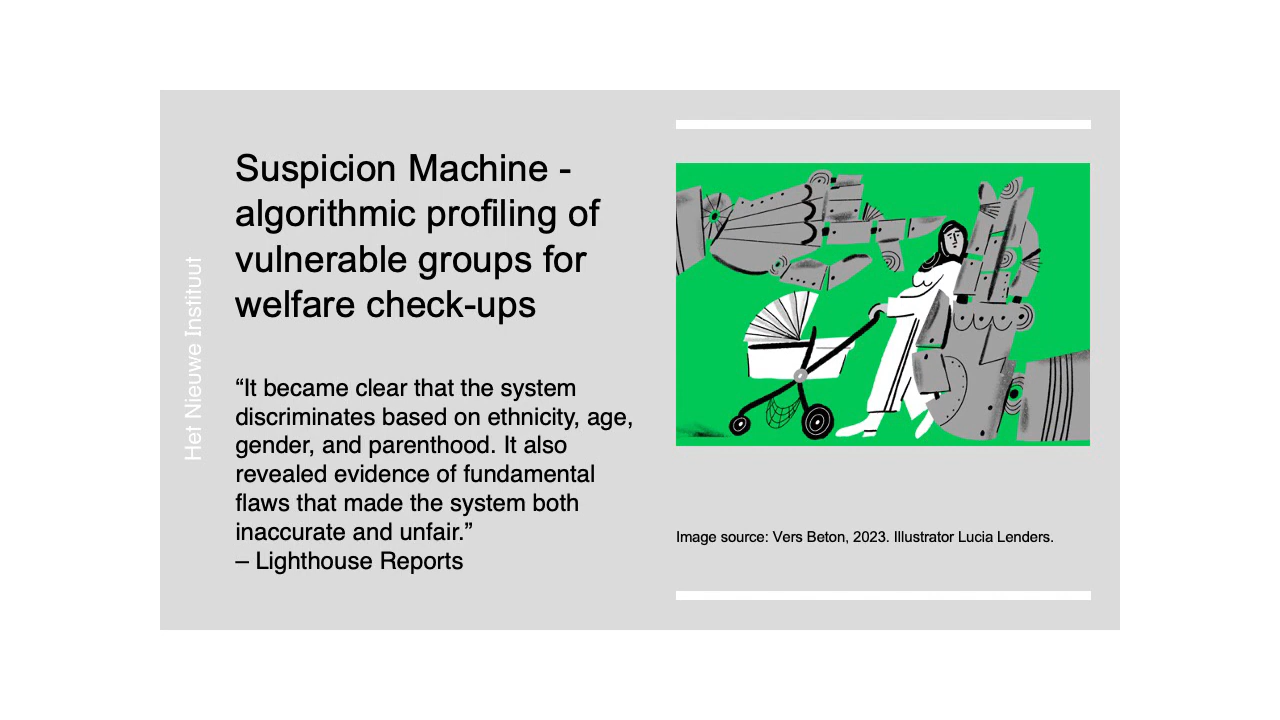 Suspicion Machine -
algorithmic profiling of
vulnerable groups for
welfare check-ups
“It became clear that the system
discriminates based on ethnicity, age,
gender, and parenthood. It also
revealed evidence of fundamental
flaws that made the system both
inaccurate and unfair.”
– Lighthouse Reports
Het Nieuwe Instituut
Image source: Vers Beton, 2023. Illustrator Lucia Lenders.